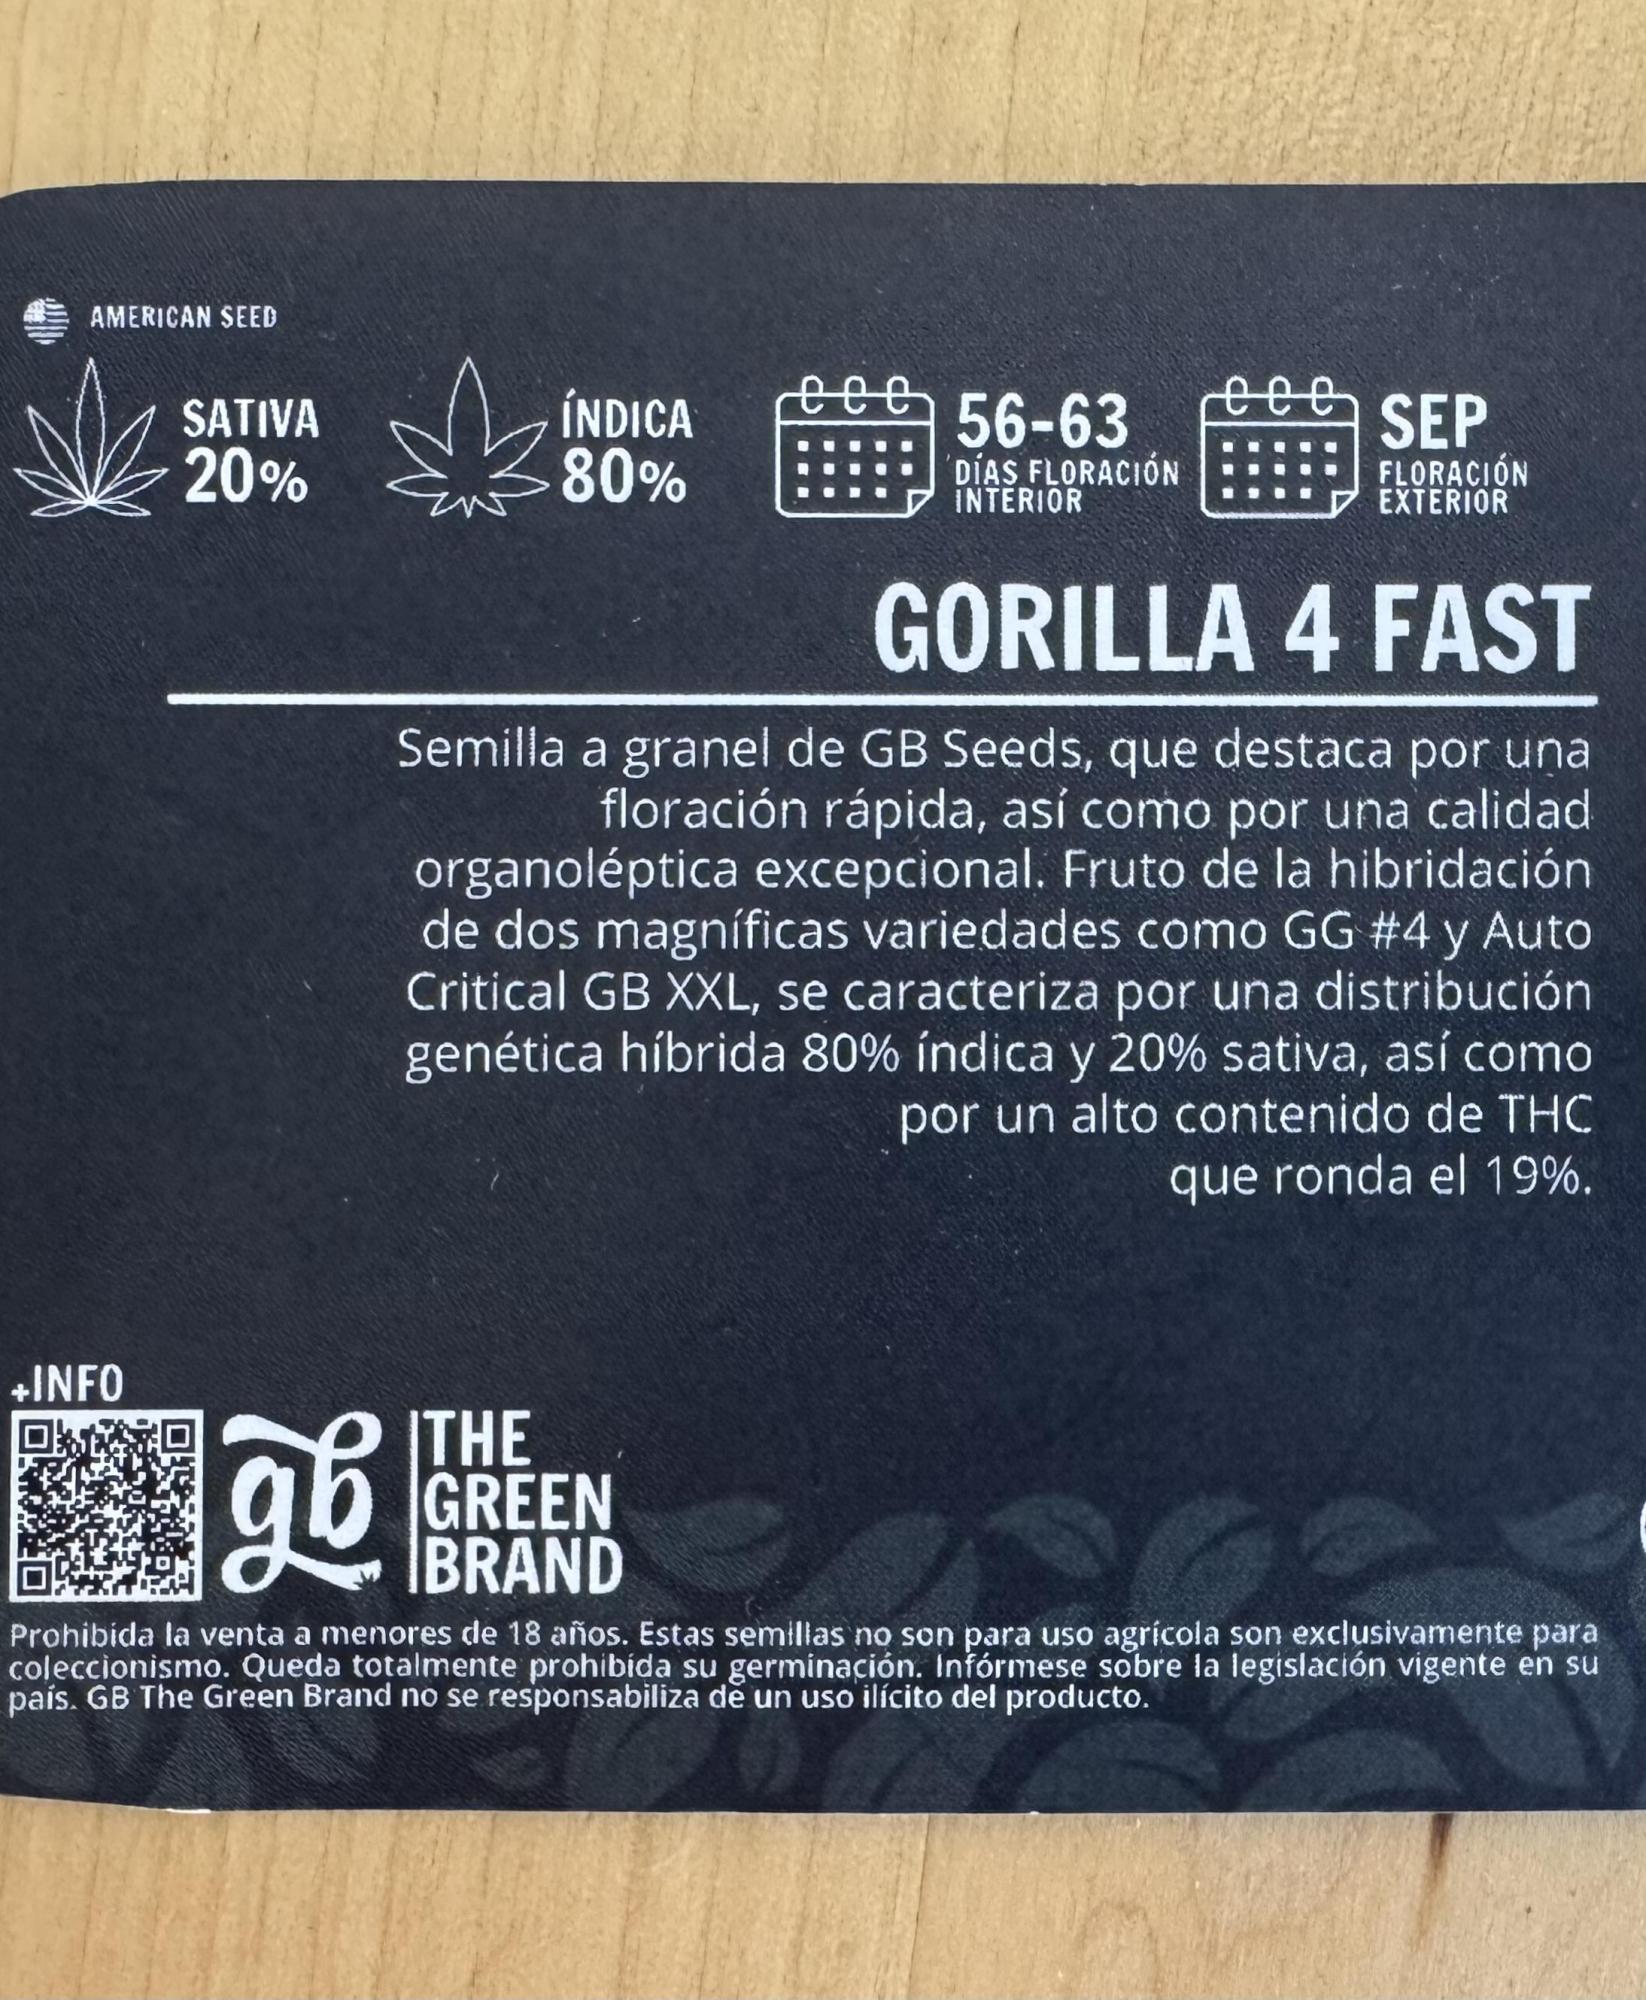 AMERICAN SEED
SATIVA
20%
ÍNDICA
80%
56-63
DÍAS FLORACIÓN
INTERIOR
SEP
FLORACIÓN
EXTERIOR
GORILLA 4 FAST
Semilla a granel de GB Seeds, que destaca por una
floración rápida, así como por una calidad
organoléptica excepcional. Fruto de la hibridación
de dos magníficas variedades como GG #4 y Auto
Critical GB XXL, se caracteriza por una distribución
genética híbrida 80% índica y 20% sativa, así como
por un alto contenido de THC
que ronda el 19%.
+INFO
gb
THE
GREEN
BRAND
Prohibida la venta a menores de 18 años. Estas semillas no son para uso agrícola son exclusivamente para
coleccionismo. Queda totalmente prohibida su germinación. Infórmese sobre la legislación vigente en su
país. GB The Green Brand no se responsabiliza de un uso ilícito del producto.